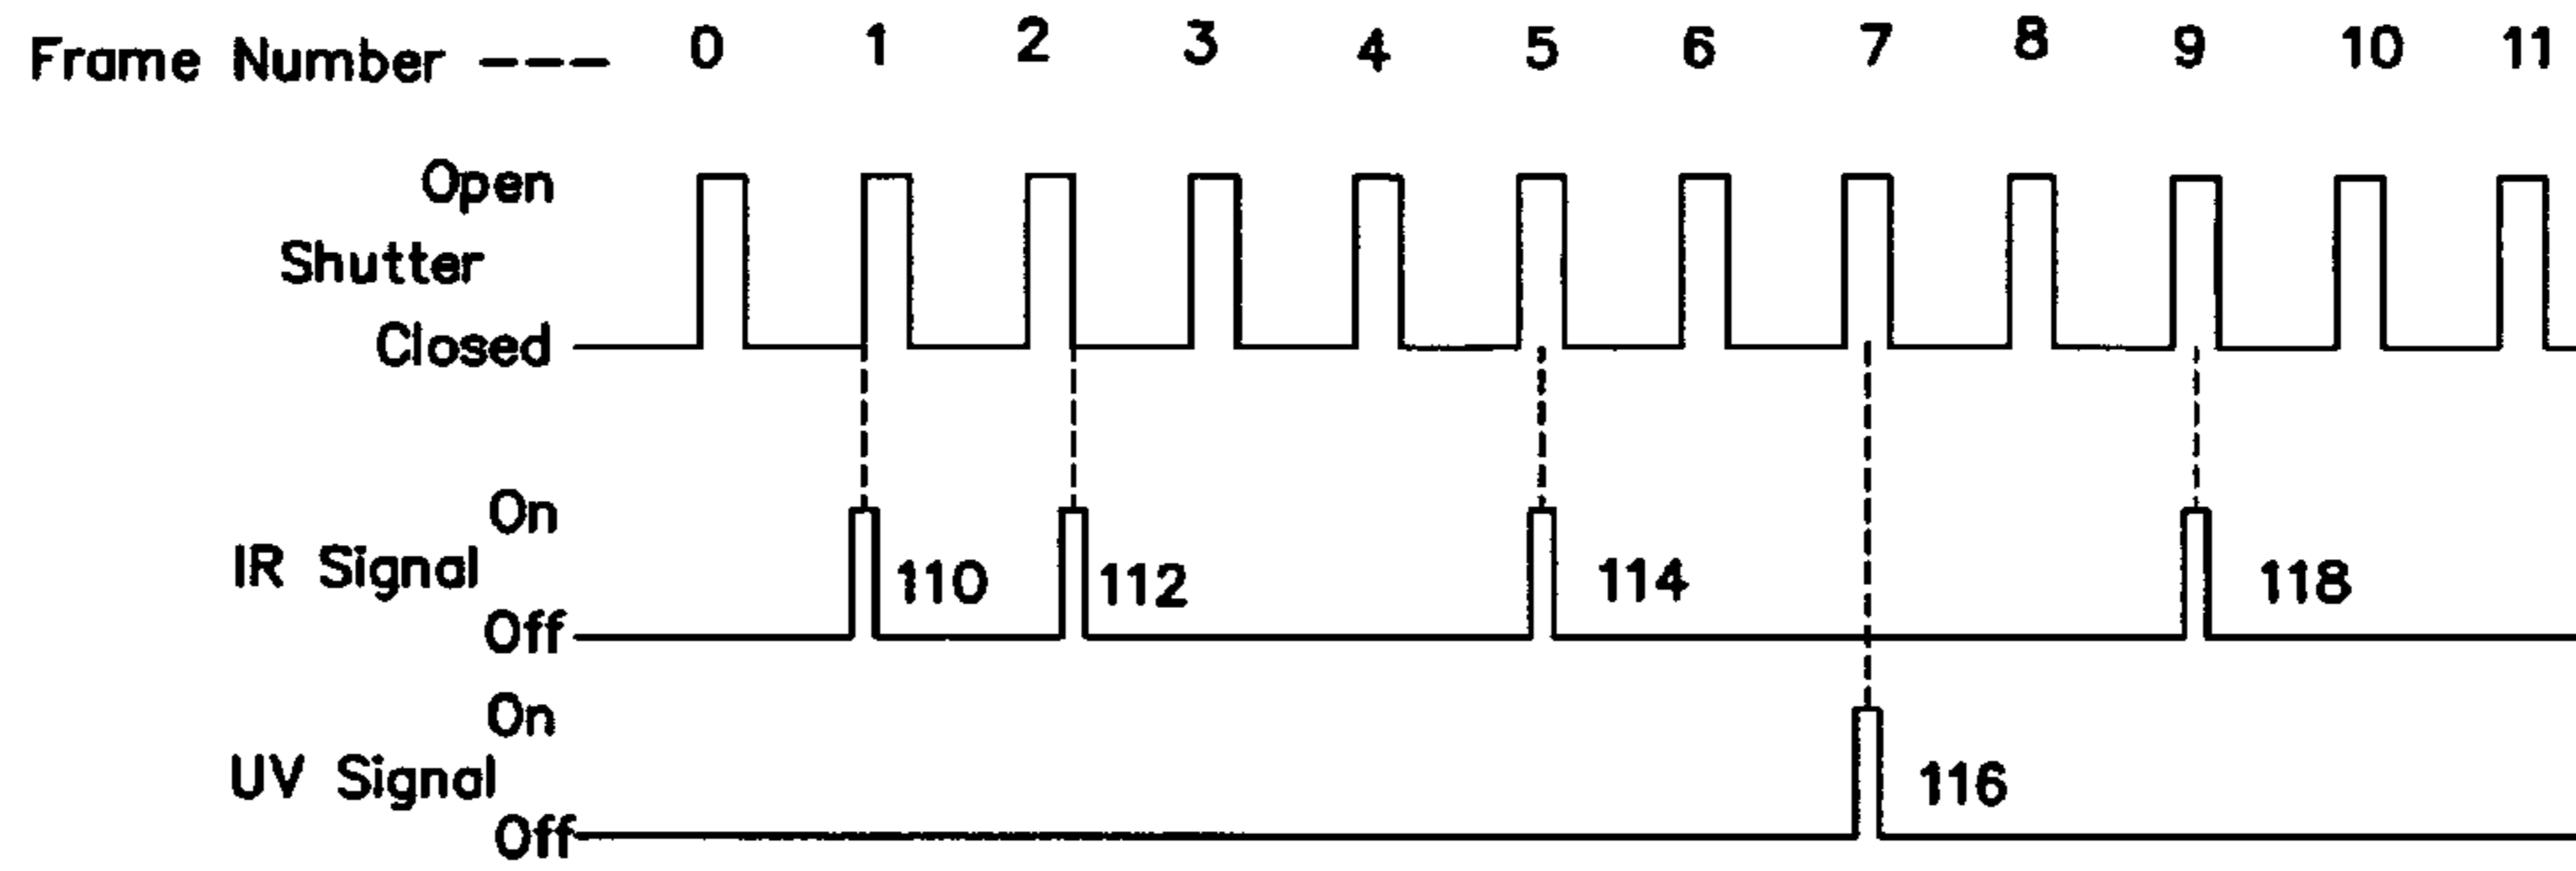 Frame Number --- 0 1 2 3 4 5 6 7 8 9 10 11
Open
Shutter
Closed
On
IR Signal 110 112 114 118
Off
On
UV Signal 116
Off